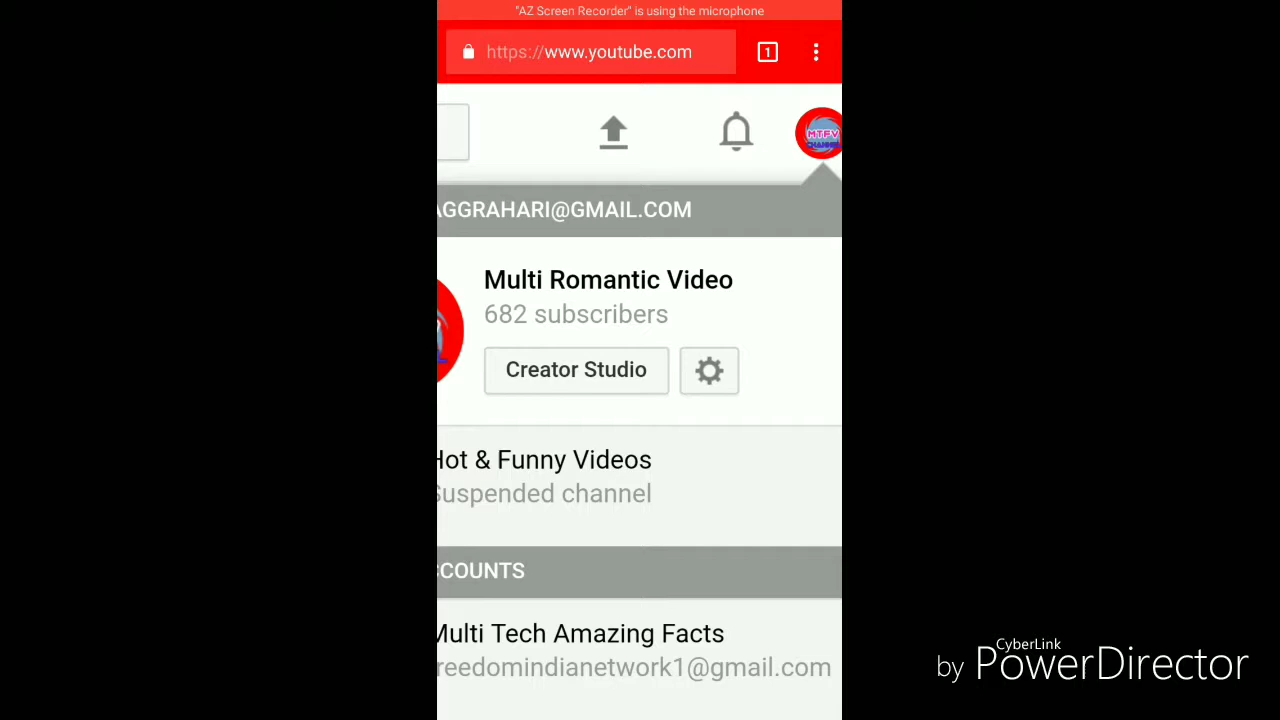 "AZ Screen Recorder" is using the microphone
https://www.youtube.com
1
MTFV
CHANNEL
AGGRAHARI@GMAIL.COM
Multi Romantic Video
682 subscribers
Creator Studio
Hot & Funny Videos
Suspended channel
CCOUNTS
Multi Tech Amazing Facts
reedomindianetwork1@gmail.com
CyberLink
by PowerDirector